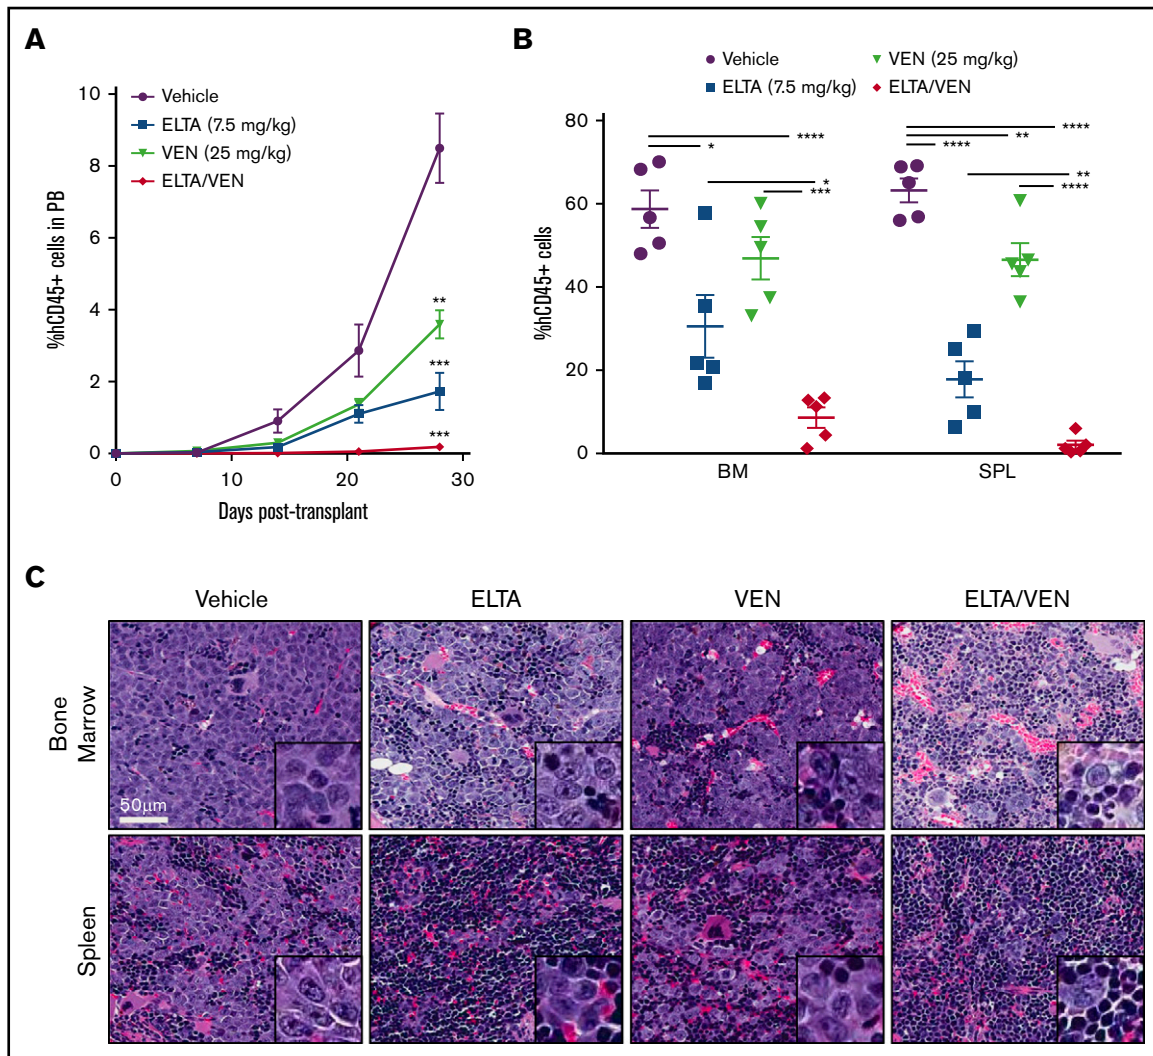 A
Vehicle
ELTA (7.5 mg/kg)
VEN (25 mg/kg)
ELTA/VEN
10
8
6
4
2
0
%hCD45+ cells in PB
**
***
***
0 10 20 30
Days post-transplant
B
Vehicle
VEN (25 mg/kg)
ELTA (7.5 mg/kg)
ELTA/VEN
80
60
40
20
0
%hCD45+ cells
****
*
*
***
****
**
****
**
****
BM SPL
C
Vehicle ELTA VEN ELTA/VEN
Bone
Marrow
50μm
Spleen